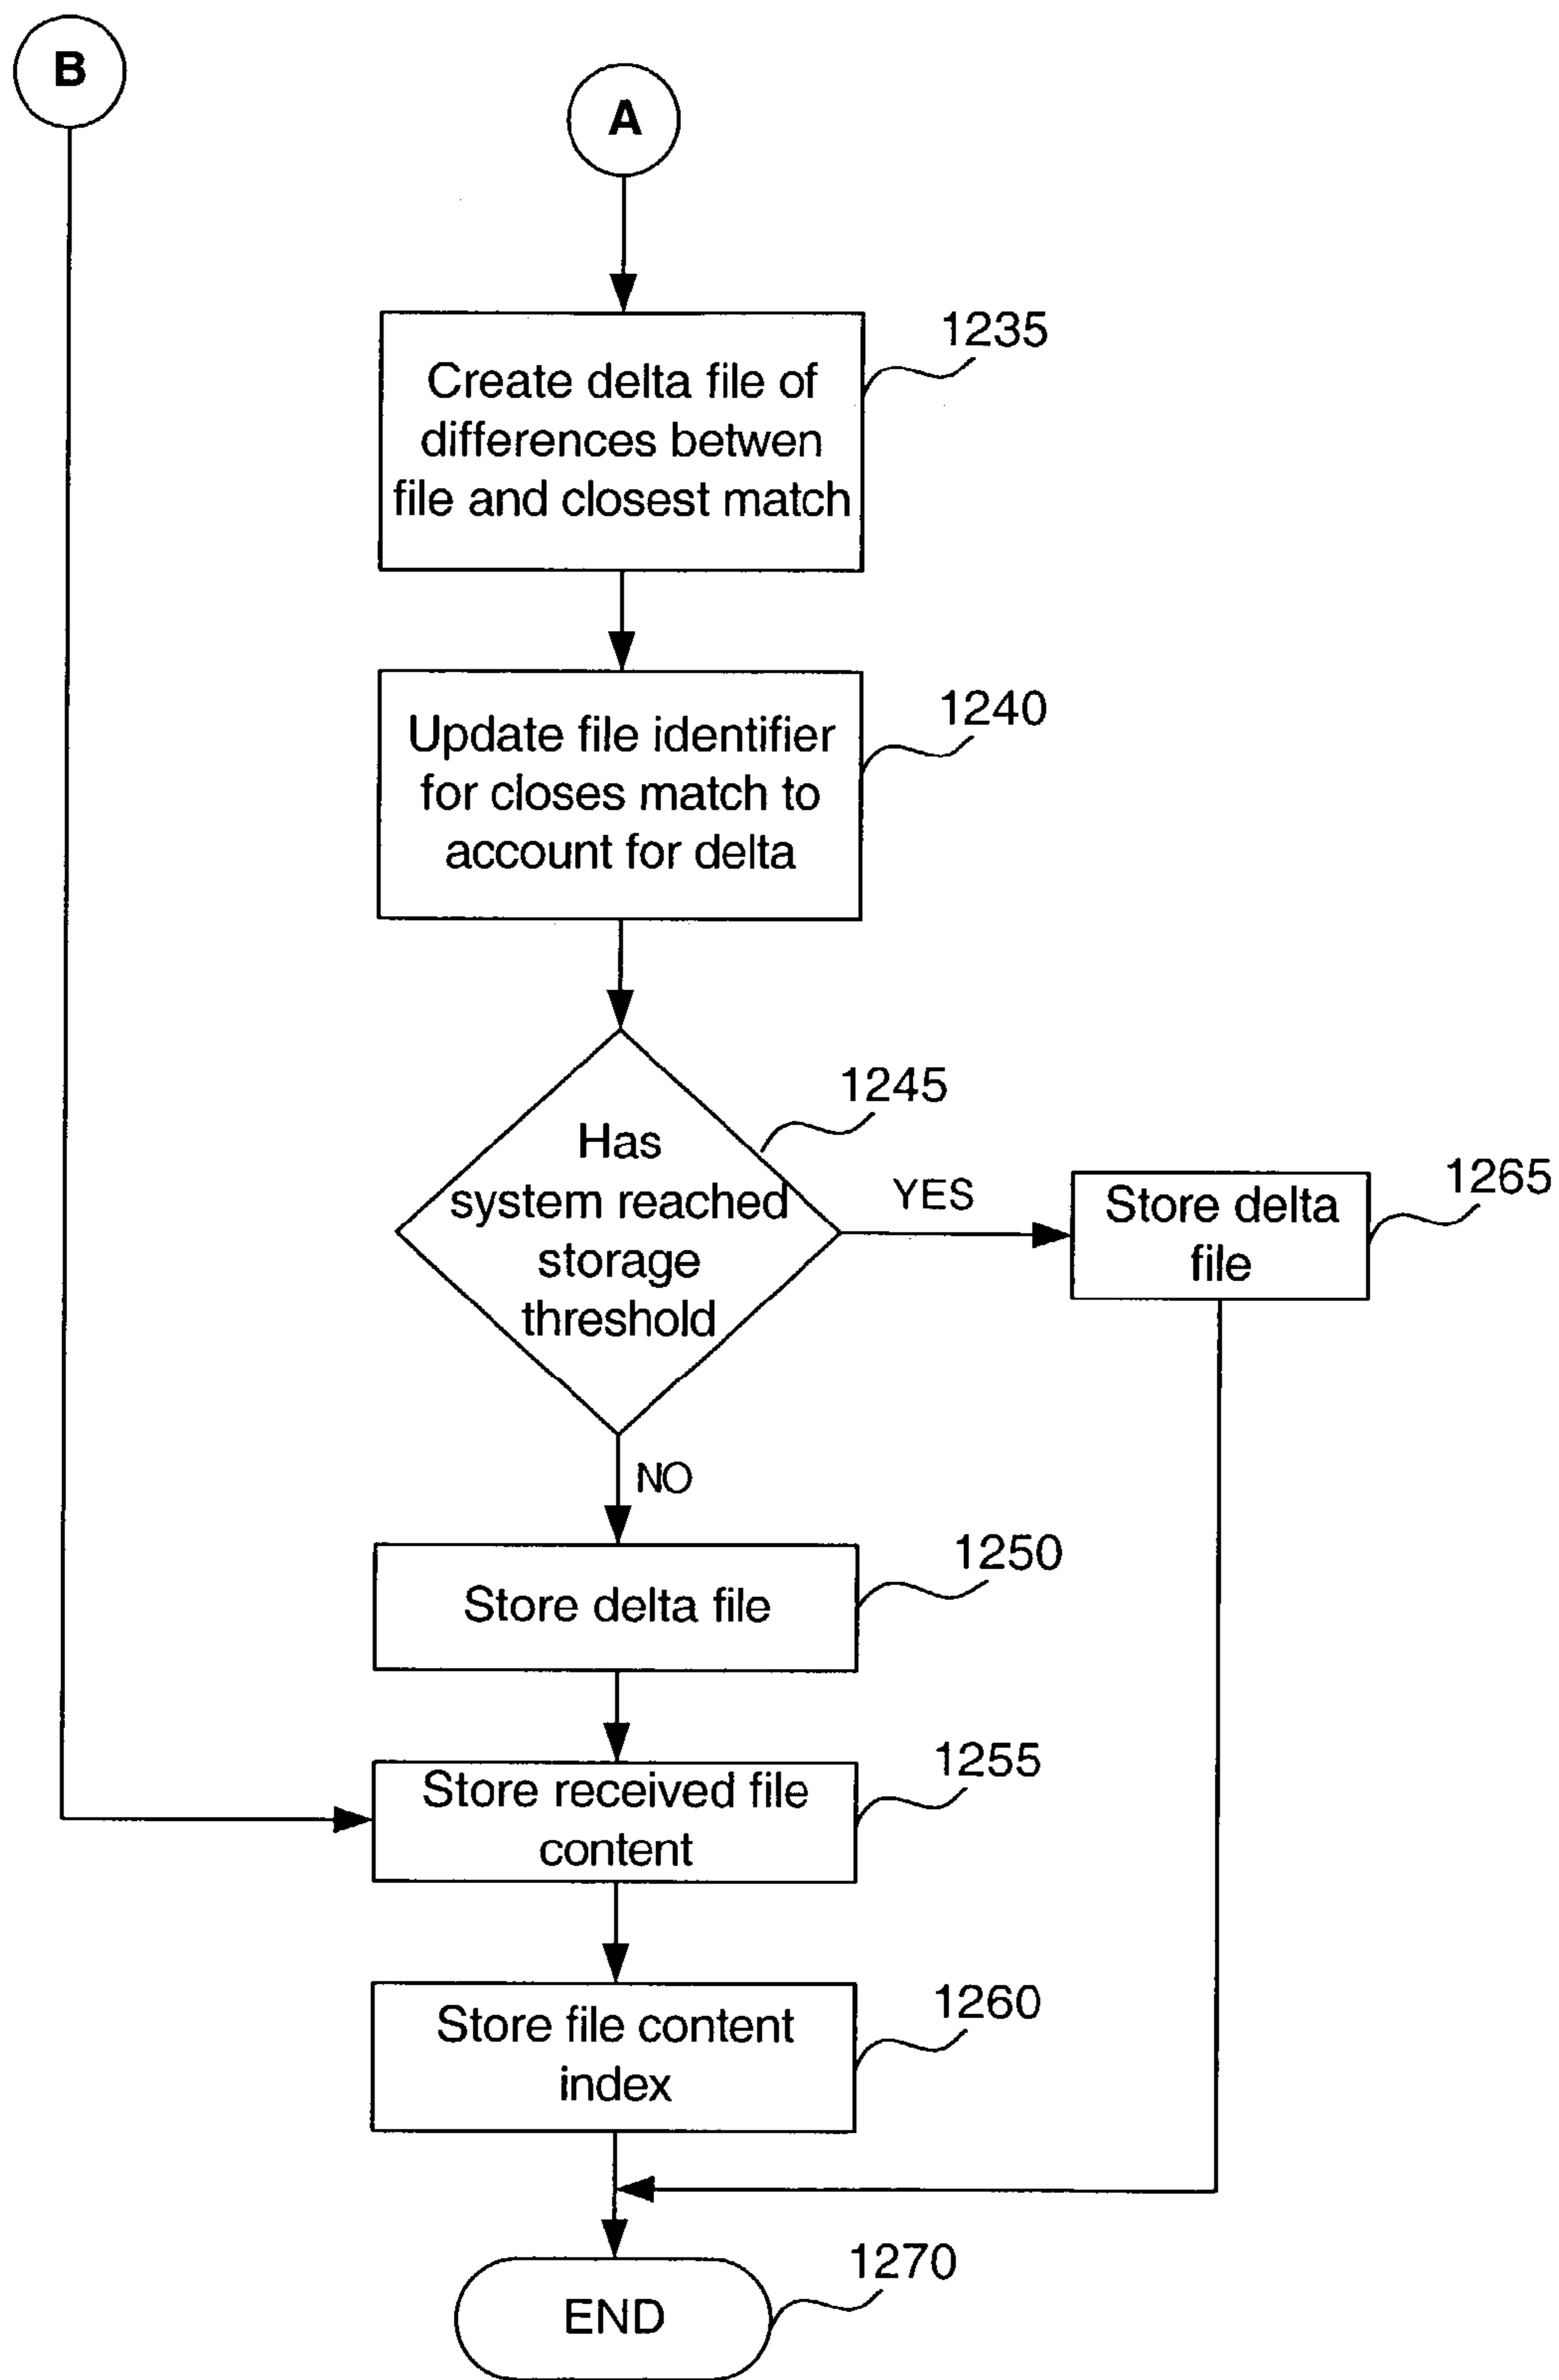 B
A
1235
Create delta file of
differences betwen
file and closest match
1240
Update file identifier
for closes match to
account for delta
1245
Has
system reached
storage
threshold
YES
1265
Store delta
file
NO
1250
Store delta file
1255
Store received file
content
1260
Store file content
index
1270
END